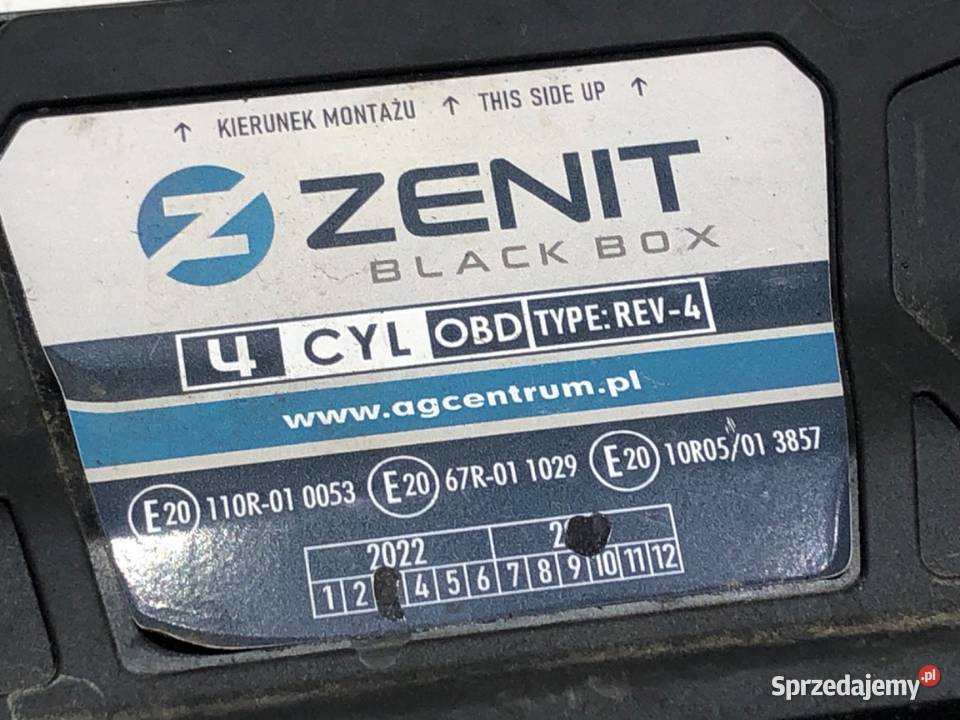 ↑ KIERUNEK MONTAŻU ↑ THIS SIDE UP ↑
ZENIT
BLACK BOX
4 CYL OBD TYPE: REV-4
www.agcentrum.pl
E20 110R-01 0053 E20 67R-01 1029 E20 10R05/01 3857
2022
1 2 4 5 6 7 8 9 10 11 12
Sprzedajemy.pl